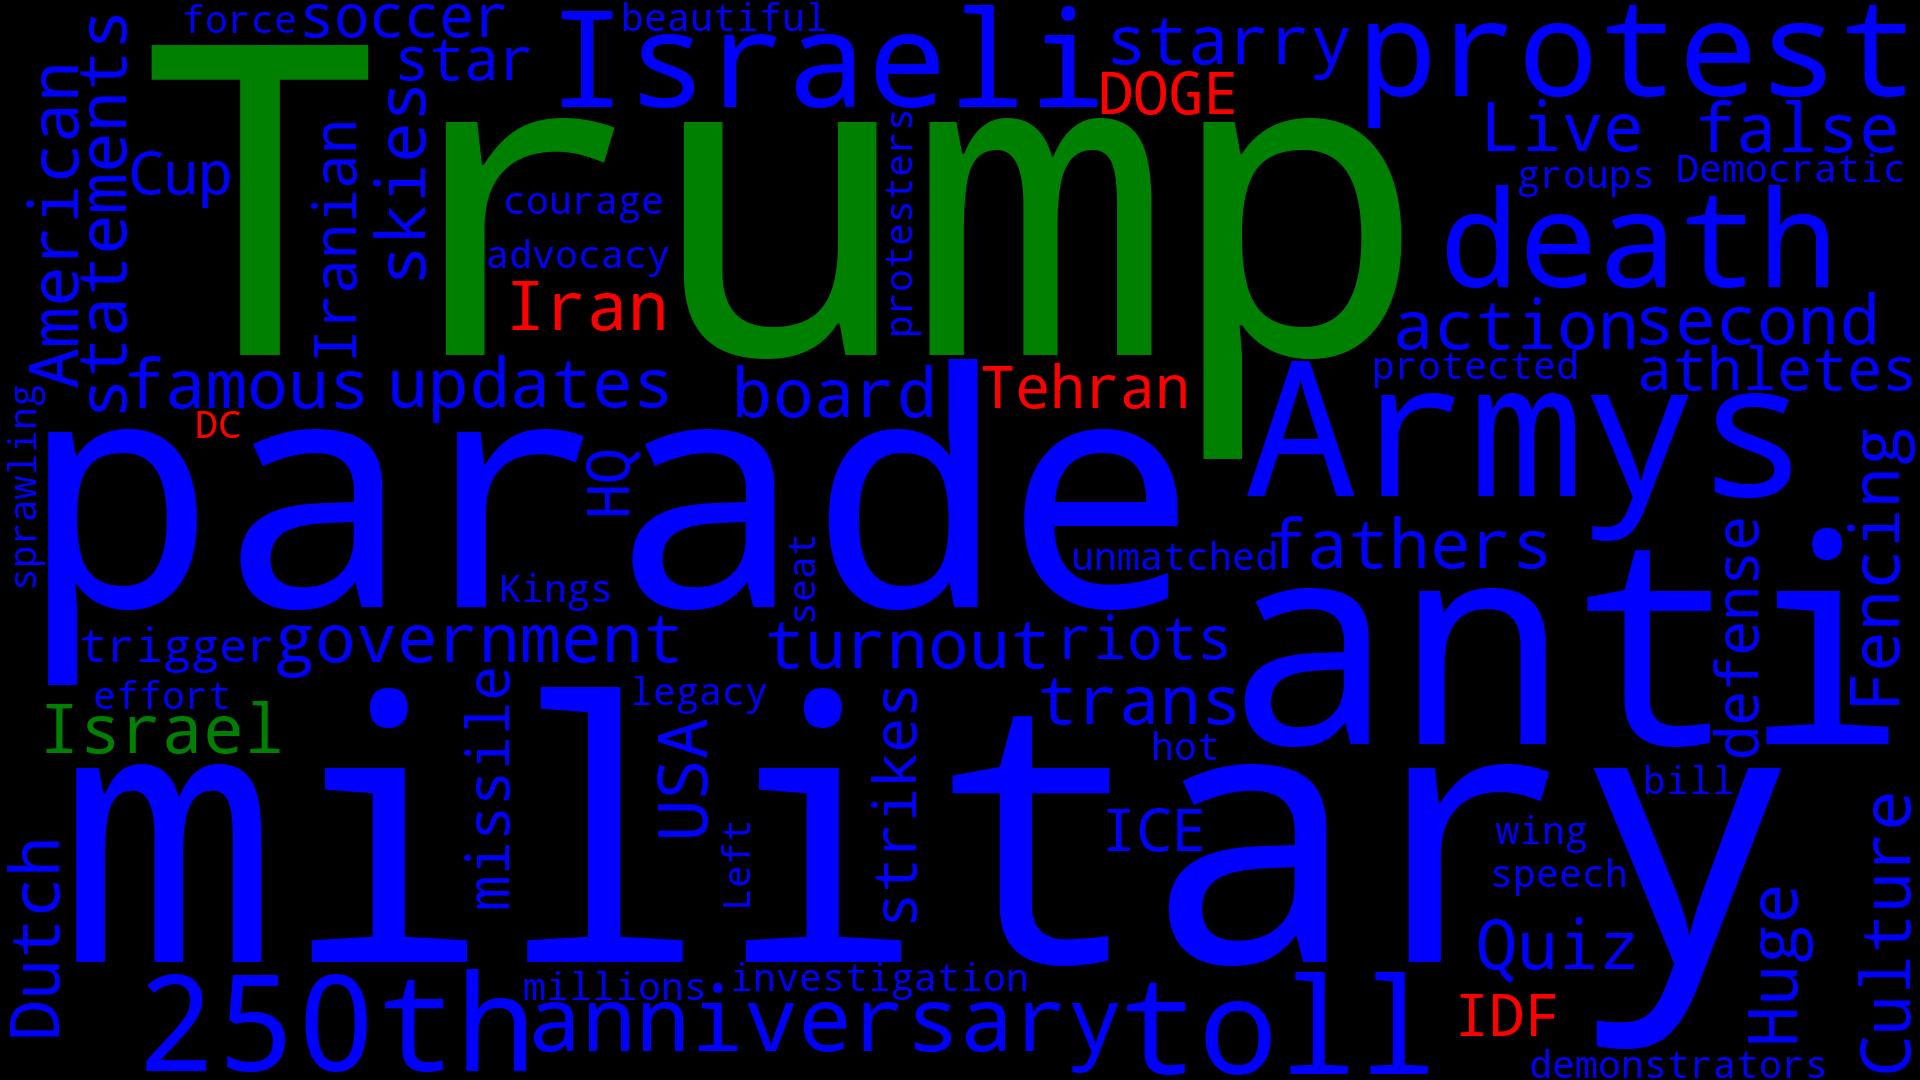 force
soccer
beautiful
Israeli
starry
protest
star
DOGE
Trump
American
statements
Cup
Iranian
skies
courage
advocacy
Iran
protesters
Live
false
groups
Democratic
death
action
second
protected
athletes
famous
updates
board
Tehran
DC
Armys
sprawling
parade
HQ
Kings
seat
unmatched
fathers
anti
defense
Fencing
trigger
government
turnout
riots
effort
legacy
trans
Israel
missile
USA
strikes
hot
military
bill
Left
ICE
wing
speech
Dutch
Quiz
Huge
Culture
250th
millions
investigation
anniversary
toll
IDF
demonstrators